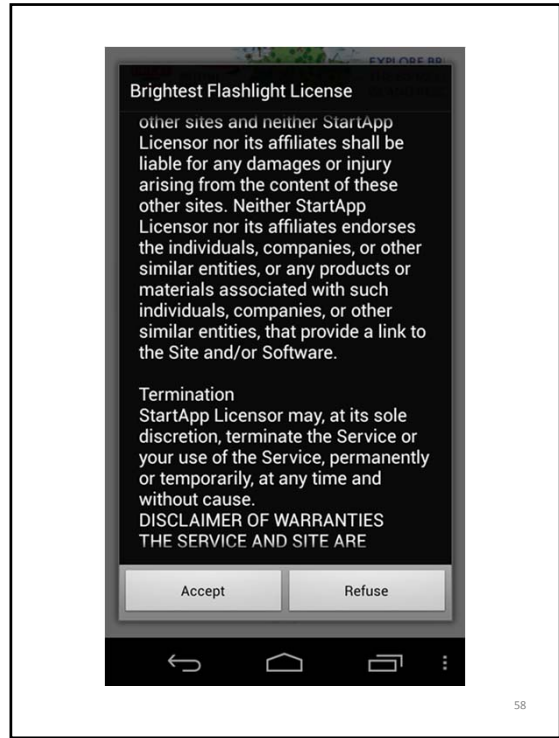 EXPLORE BR
Brightest Flashlight License
other sites and neither StartApp
Licensor nor its affiliates shall be
liable for any damages or injury
arising from the content of these
other sites. Neither StartApp
Licensor nor its affiliates endorses
the individuals, companies, or other
similar entities, or any products or
materials associated with such
individuals, companies, or other
similar entities, that provide a link to
the Site and/or Software.
Termination
StartApp Licensor may, at its sole
discretion, terminate the Service or
your use of the Service, permanently
or temporarily, at any time and
without cause.
DISCLAIMER OF WARRANTIES
THE SERVICE AND SITE ARE
Accept
Refuse
58